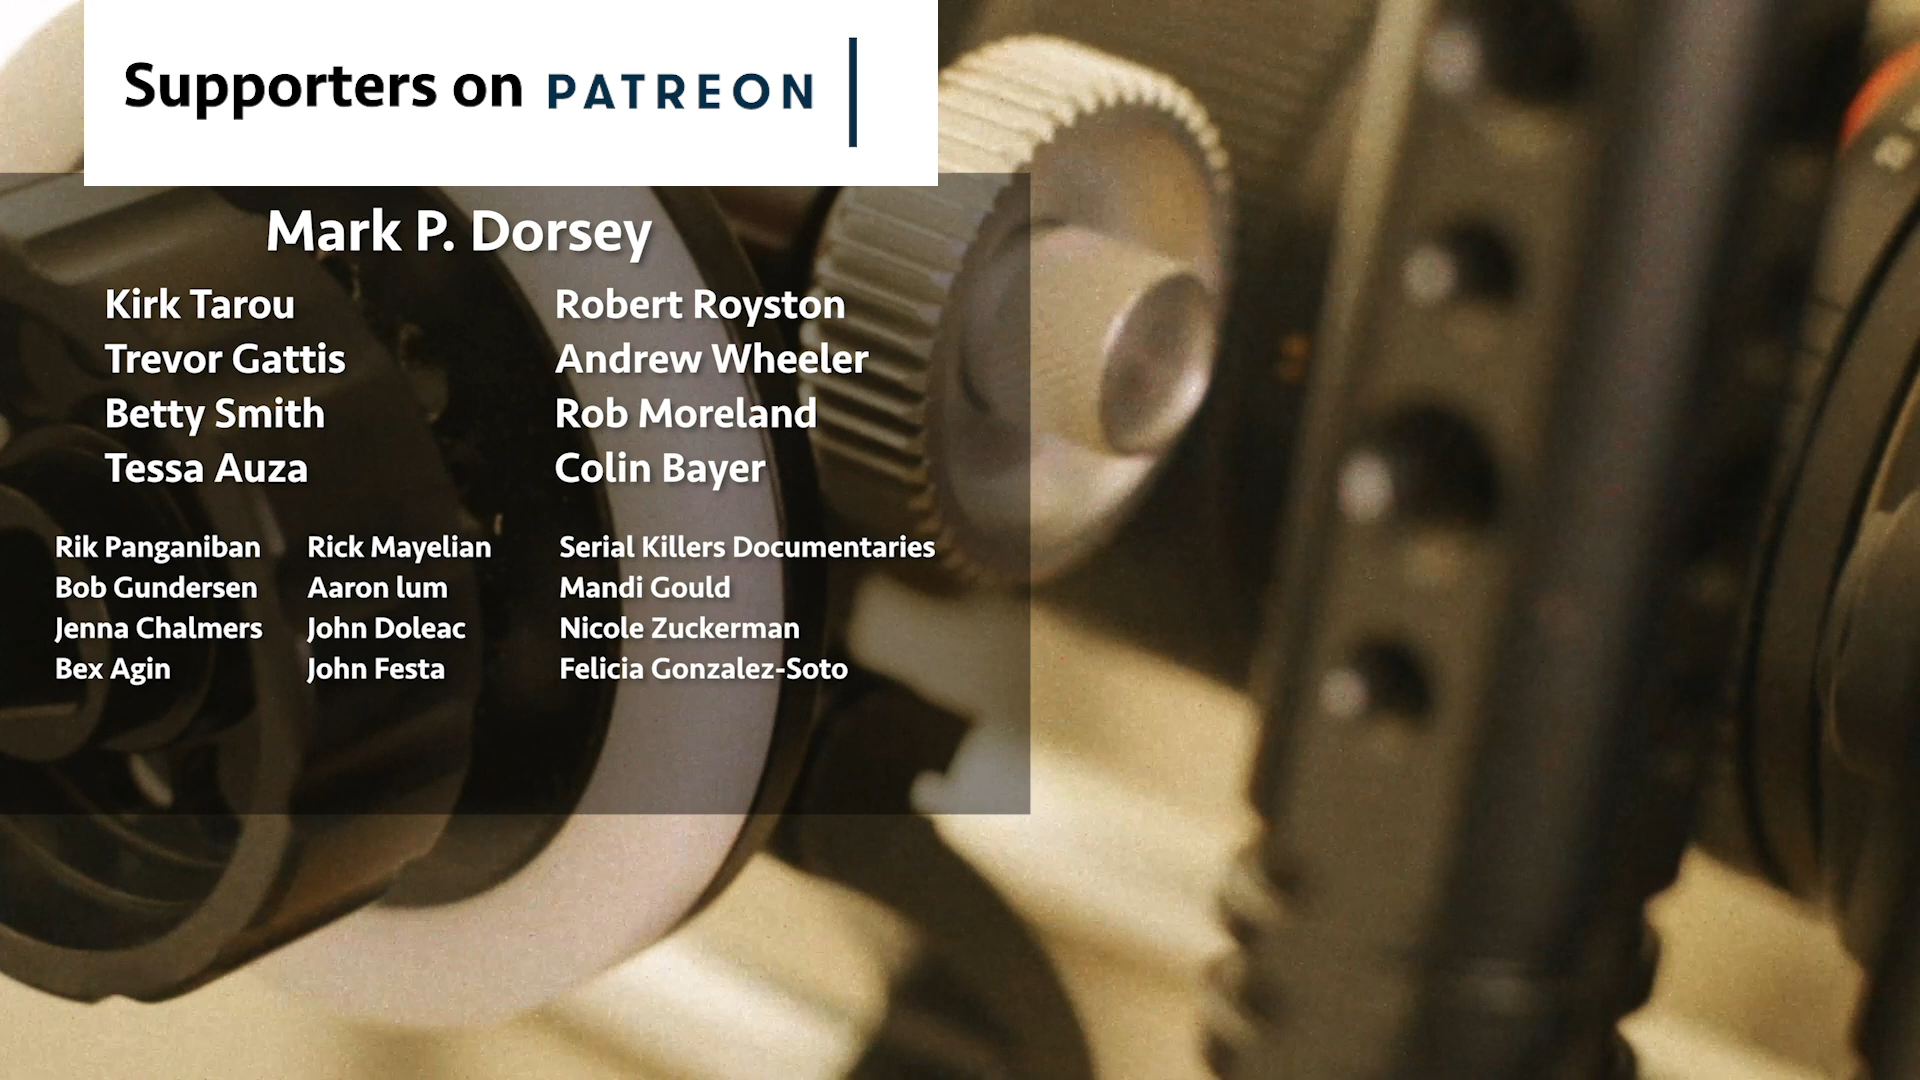 Supporters on PATREON
Mark P. Dorsey
Kirk Tarou
Robert Royston
Trevor Gattis
Andrew Wheeler
Betty Smith
Rob Moreland
Tessa Auza
Colin Bayer
Rik Panganiban
Rick Mayelian
Serial Killers Documentaries
Bob Gundersen
Aaron lum
Mandi Gould
Jenna Chalmers
John Doleac
Nicole Zuckerman
Bex Agin
John Festa
Felicia Gonzalez-Soto